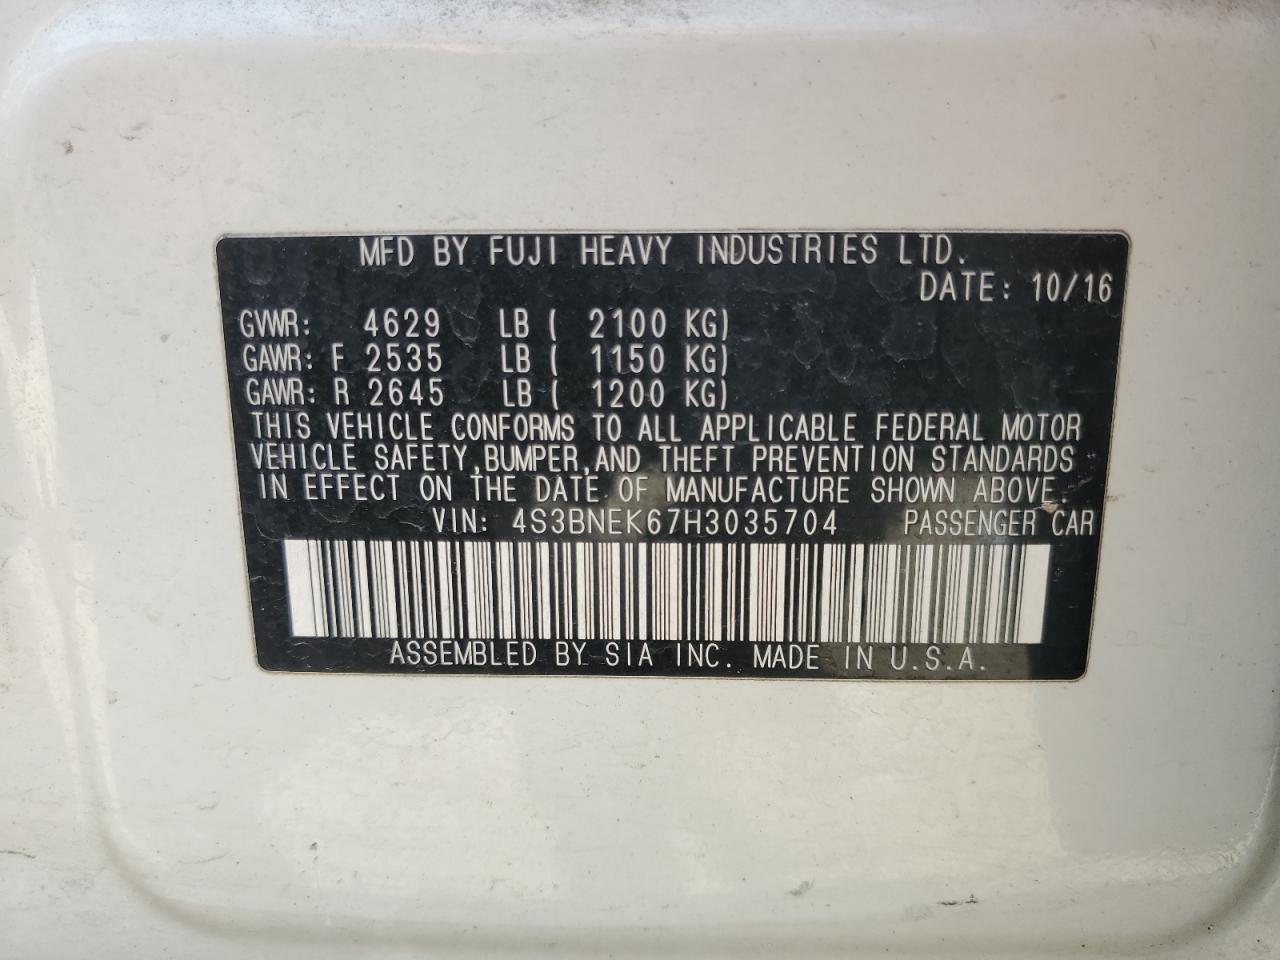 MFD BY FUJI HEAVY INDUSTRIES LTD.
DATE: 10/16
GVWR: 4629 LB ( 2100 KG)
GAWR: F 2535 LB ( 1150 KG)
GAWR: R 2645 LB ( 1200 KG)
THIS VEHICLE CONFORMS TO ALL APPLICABLE FEDERAL MOTOR
VEHICLE SAFETY,BUMPER,AND THEFT PREVENTION STANDARDS
IN EFFECT ON THE DATE OF MANUFACTURE SHOWN ABOVE.
VIN: 4S3BNEK67H3035704 PASSENGER CAR
ASSEMBLED BY SIA INC. MADE IN U.S.A.